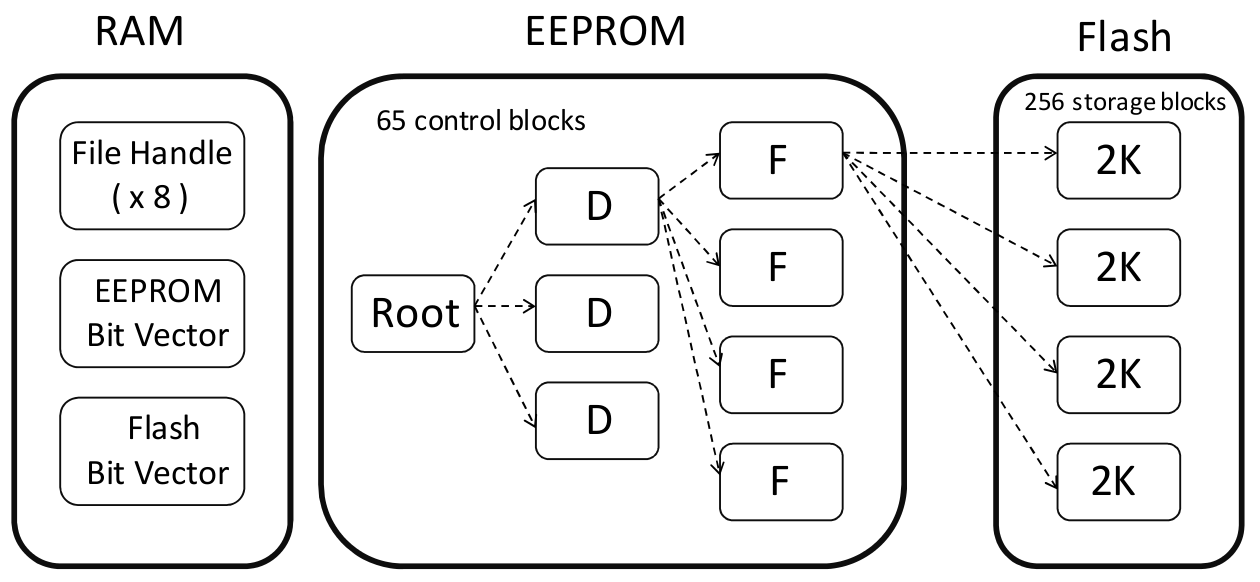 RAM
File Handle
( x 8 )
EEPROM
Bit Vector
Flash
Bit Vector
EEPROM
65 control blocks
Root
D
D
D
F
F
F
F
Flash
256 storage blocks
2K
2K
2K
2K